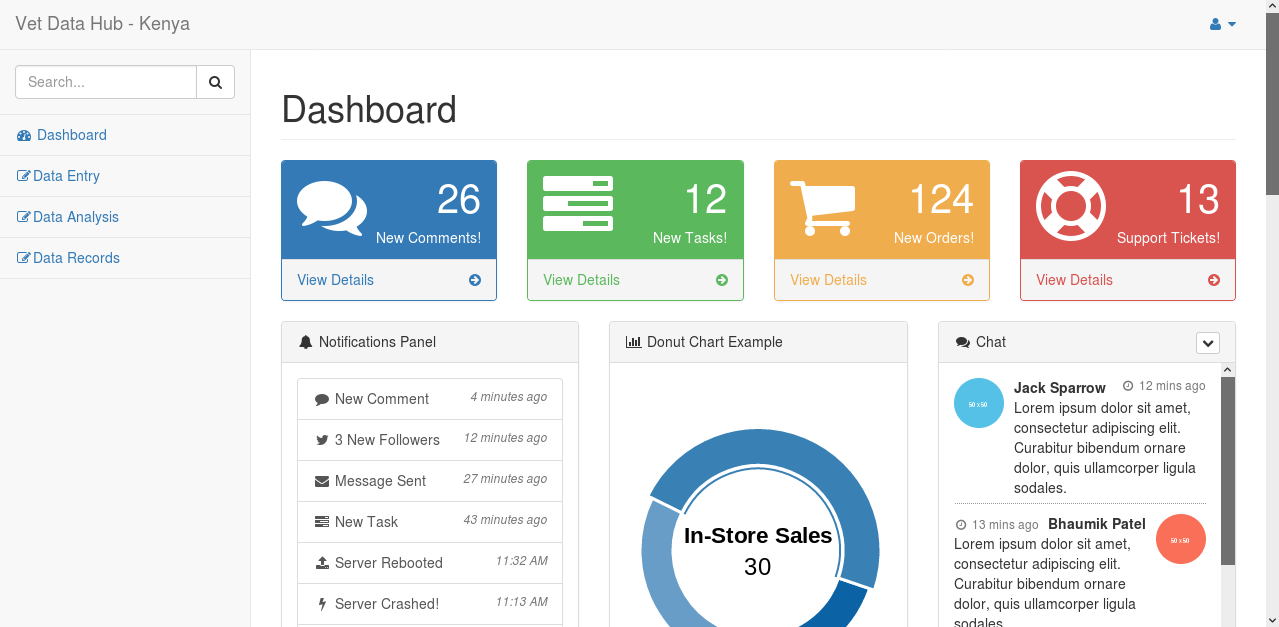 Vet Data Hub - Kenya
Search...
Dashboard
Data Entry
Data Analysis
Data Records
Dashboard
26
New Comments!
View Details
12
New Tasks!
View Details
124
New Orders!
View Details
13
Support Tickets!
View Details
Notifications Panel
New Comment 4 minutes ago
3 New Followers 12 minutes ago
Message Sent 27 minutes ago
New Task 43 minutes ago
Server Rebooted 11:32 AM
Server Crashed! 11:13 AM
Donut Chart Example
In-Store Sales
30
Chat
50 x 50
Jack Sparrow 12 mins ago
Lorem ipsum dolor sit amet,
consectetur adipiscing elit.
Curabitur bibendum ornare
dolor, quis ullamcorper ligula
sodales.
13 mins ago Bhaumik Patel
50 x 50
Lorem ipsum dolor sit amet,
consectetur adipiscing elit.
Curabitur bibendum ornare
dolor, quis ullamcorper ligula
sodales.